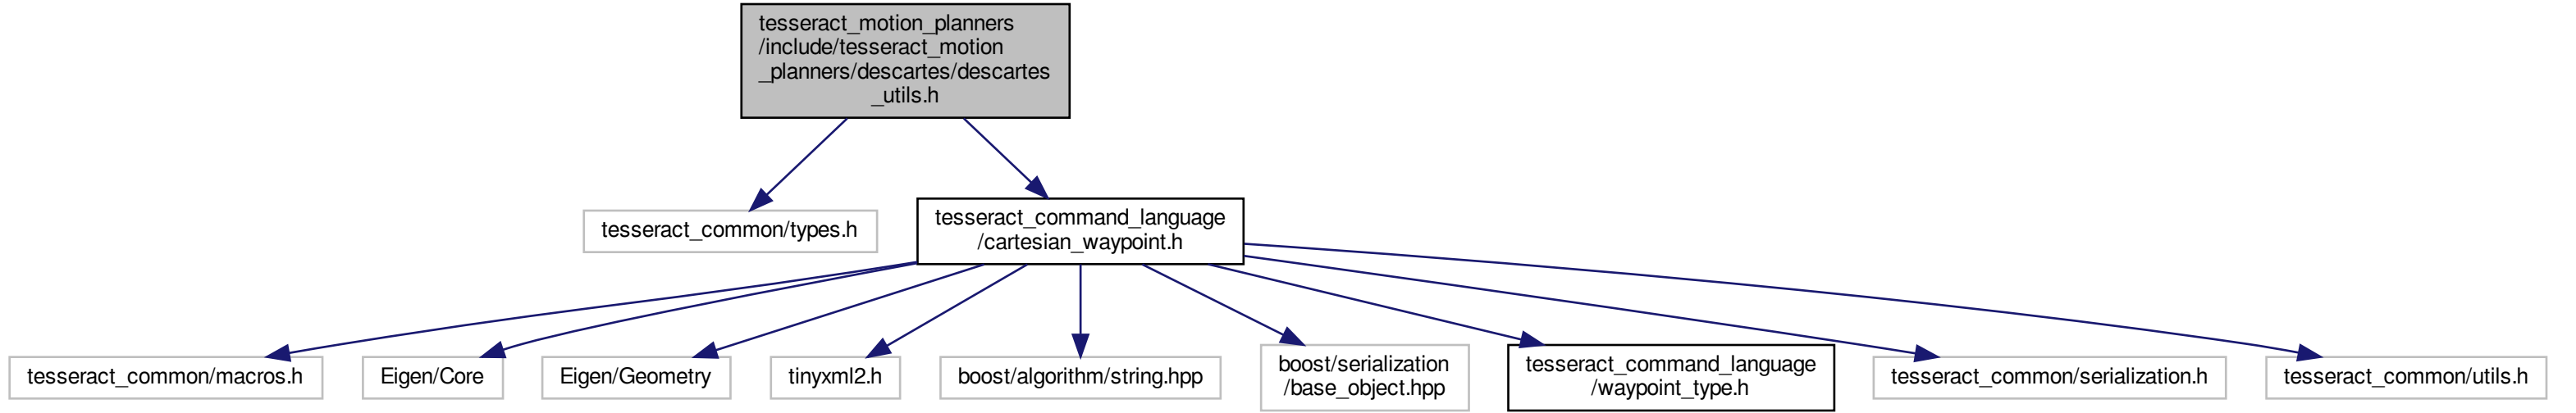 tesseract_motion_planners
/include/tesseract_motion
_planners/descartes/descartes
_utils.h
tesseract_common/types.h
tesseract_command_language
/cartesian_waypoint.h
tesseract_common/macros.h
Eigen/Core
Eigen/Geometry
tinyxml2.h
boost/algorithm/string.hpp
boost/serialization
/base_object.hpp
tesseract_command_language
/waypoint_type.h
tesseract_common/serialization.h
tesseract_common/utils.h